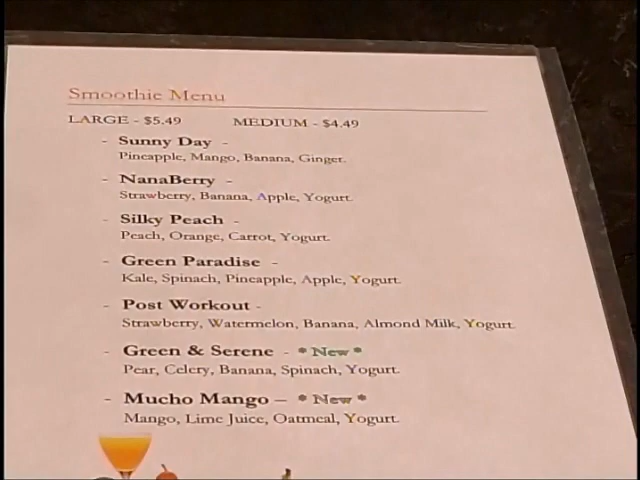 Smoothie Menu
LARGE - $5.49 MEDIUM - $4.49
- Sunny Day -
Pineapple, Mango, Banana, Ginger.
- NanaBerry -
Strawberry, Banana, Apple, Yogurt.
- Silky Peach -
Peach, Orange, Carrot, Yogurt.
- Green Paradise -
Kale, Spinach, Pineapple, Apple, Yogurt.
- Post Workout -
Strawberry, Watermelon, Banana, Almond Milk, Yogurt.
- Green & Serene - * New *
Pear, Celery, Banana, Spinach, Yogurt.
- Mucho Mango – * New *
Mango, Lime Juice, Oatmeal, Yogurt.